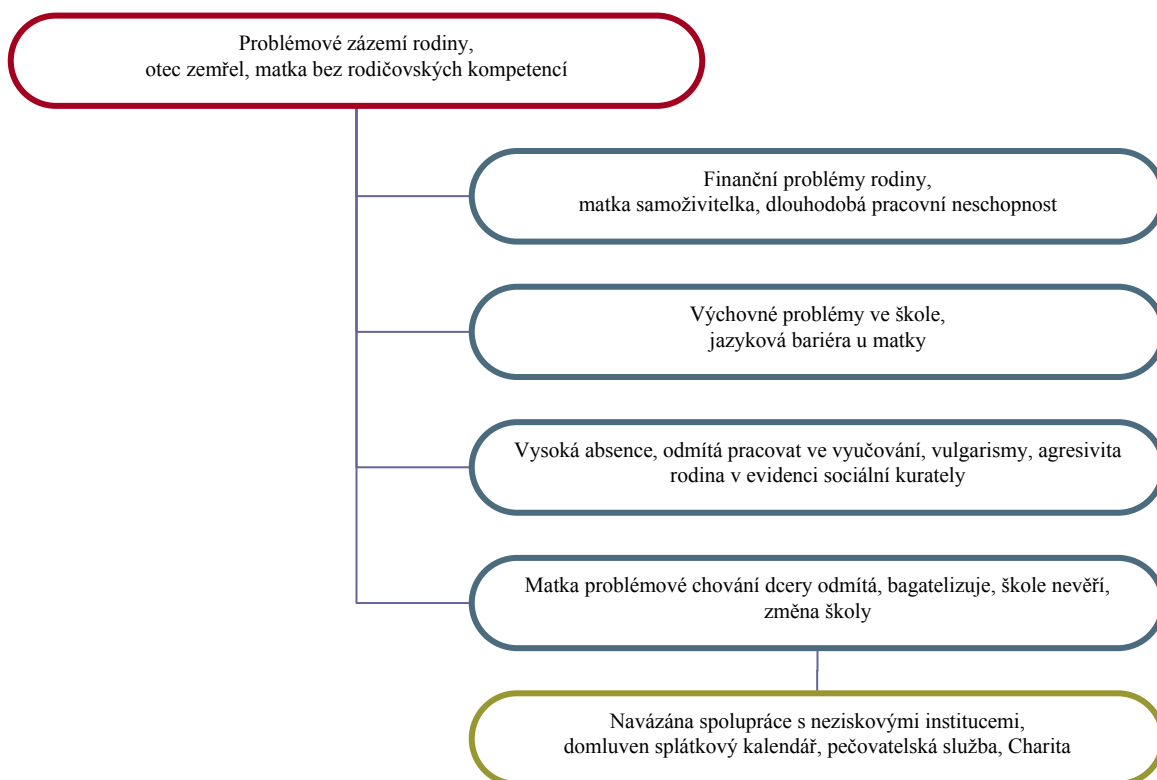 Problémové zázemí rodiny,
otec zemřel, matka bez rodičovských kompetencí
Finanční problémy rodiny,
matka samoživitelka, dlouhodobá pracovní neschopnost
Výchovné problémy ve škole,
jazyková bariéra u matky
Vysoká absence, odmítá pracovat ve vyučování, vulgarismy, agresivita
rodina v evidenci sociální kurately
Matka problémové chování dcery odmítá, bagatelizuje, škole nevěří,
změna školy
Navázána spolupráce s neziskovými institucemi,
domluven splátkový kalendář, pečovatelská služba, Charita